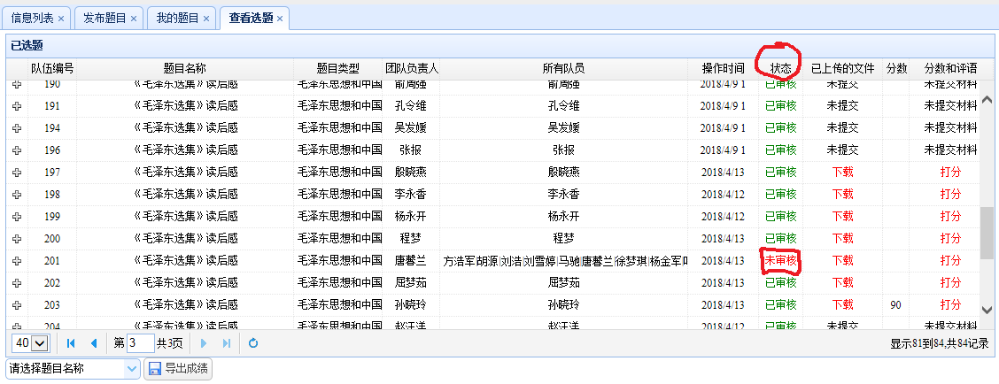 信息列表 × 发布题目 × 我的题目 × 查看选题 ×
已选题
队伍编号 题目名称 题目类型 团队负责人 所有队员 操作时间 状态 已上传的文件 分数 分数和评语
190 《毛泽东选集》读后感 毛泽东思想和中国 俞周强 俞周强 2018/4/9 1 已审核 未提交 未提交材料
191 《毛泽东选集》读后感 毛泽东思想和中国 孔令维 孔令维 2018/4/9 1 已审核 未提交 未提交材料
194 《毛泽东选集》读后感 毛泽东思想和中国 吴发媛 吴发媛 2018/4/9 1 已审核 未提交 未提交材料
196 《毛泽东选集》读后感 毛泽东思想和中国 张报 张报 2018/4/9 1 已审核 未提交 未提交材料
197 《毛泽东选集》读后感 毛泽东思想和中国 殷晓燕 殷晓燕 2018/4/13 已审核 下载 打分
198 《毛泽东选集》读后感 毛泽东思想和中国 李永香 李永香 2018/4/12 已审核 下载 打分
199 《毛泽东选集》读后感 毛泽东思想和中国 杨永开 杨永开 2018/4/12 已审核 下载 打分
200 《毛泽东选集》读后感 毛泽东思想和中国 程梦 程梦 2018/4/12 已审核 下载 打分
201 《毛泽东选集》读后感 毛泽东思想和中国 唐馨兰 方浩军|胡源|刘洁|刘雪婷|马驰|唐馨兰|徐梦琪|杨金军| 2018/4/13 未审核 下载 打分
202 《毛泽东选集》读后感 毛泽东思想和中国 屈梦茹 屈梦茹 2018/4/13 已审核 下载 打分
203 《毛泽东选集》读后感 毛泽东思想和中国 孙晓玲 孙晓玲 2018/4/13 已审核 下载 90 打分
204 《毛泽东选集》读后感 毛泽东思想和中国 赵汪洋 赵汪洋 2018/4/12 已审核 未提交 未提交材料
40 第 3 共3页 显示81到84,共84记录
请选择题目名称 导出成绩